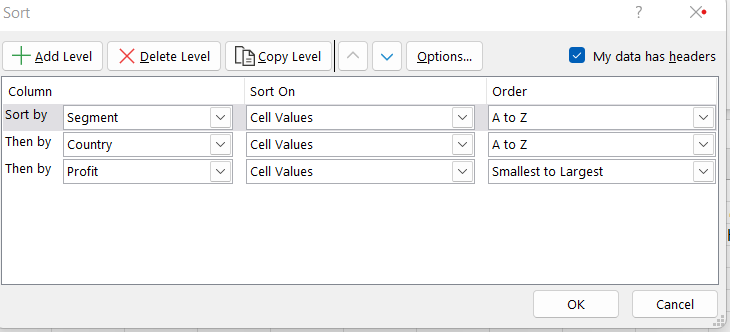 Sort ?
Add Level Delete Level Copy Level Options... My data has headers
Column Sort On Order
Sort by Segment Cell Values A to Z
Then by Country Cell Values A to Z
Then by Profit Cell Values Smallest to Largest
OK Cancel